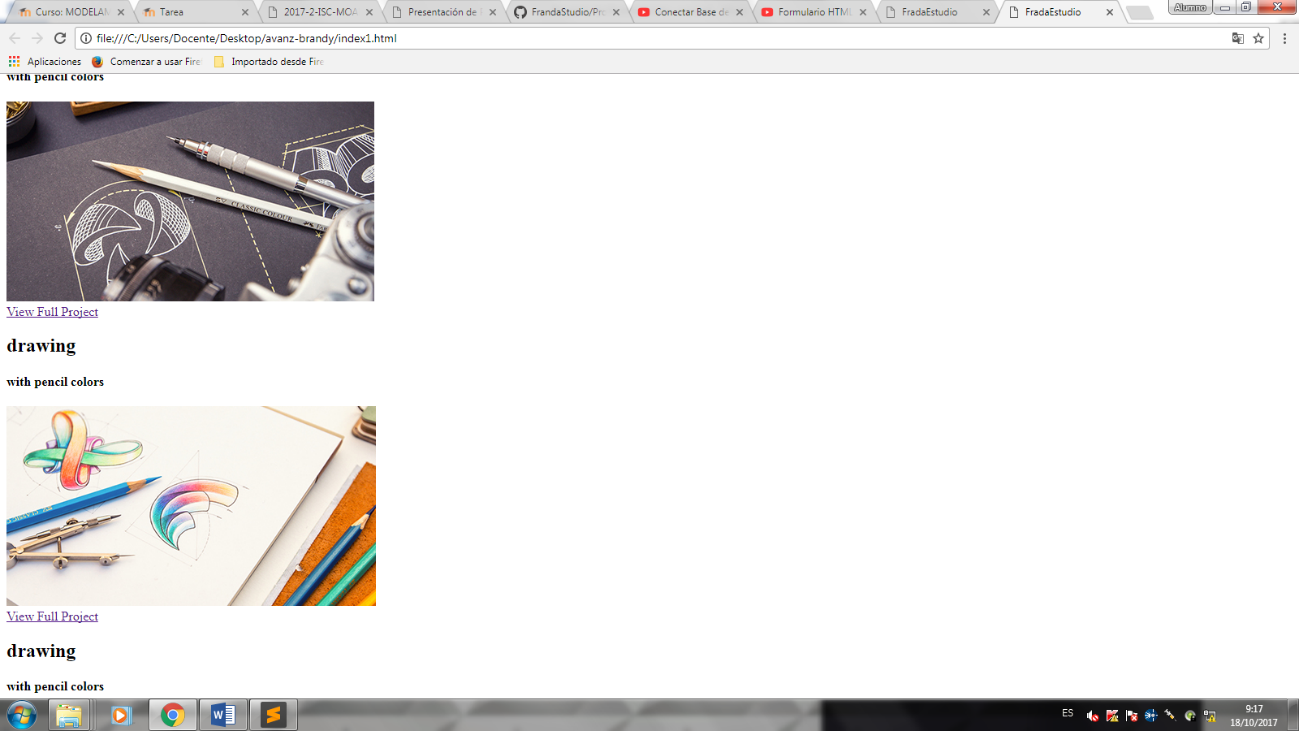 Curso: MODELAM
Tarea
2017-2-ISC-MOA
Presentación de
FrandaStudio/Pro
Conectar Base de
Formulario HTML
FradaEstudio
FradaEstudio
Alumno
file:///C:/Users/Docente/Desktop/avanz-brandy/index1.html
Aplicaciones
Comenzar a usar Firef
Importado desde Fire
with pencil colors
CLASSIC COLOUR
View Full Project
drawing
with pencil colors
View Full Project
drawing
with pencil colors
ES
9:17
18/10/2017